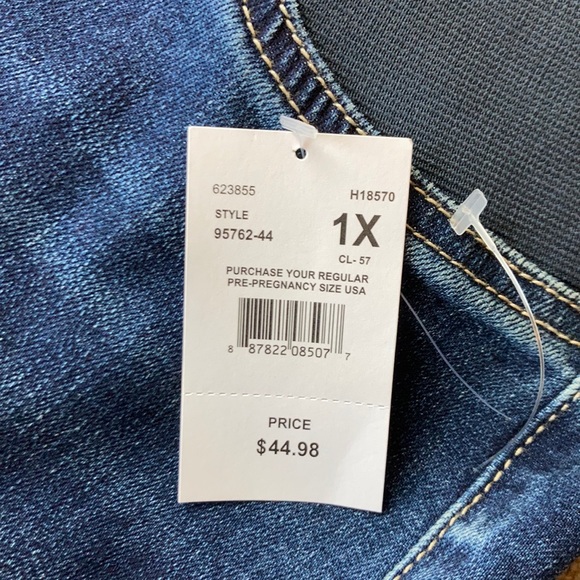 623855 H18570
STYLE
95762-44 1X
CL- 57
PURCHASE YOUR REGULAR
PRE-PREGNANCY SIZE USA
8 87822 08507 7
PRICE
$44.98